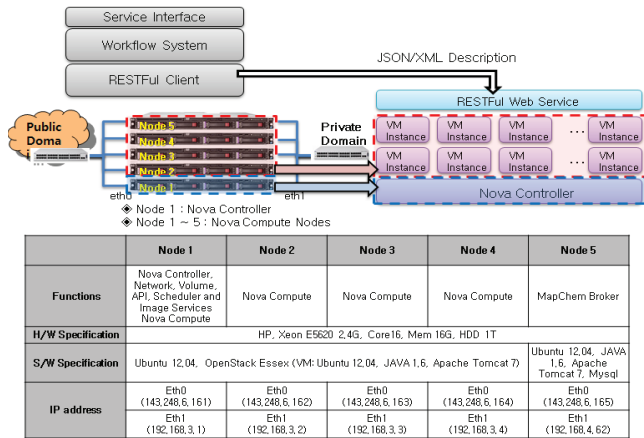 Service Interface
Workflow System
RESTFul Client
JSON/XML Description
RESTFul Web Service
Public
Doma
Node 5
Node 4
Node 3
Node 2
Node 1
Private
Domain
eth0
eth1
VM
Instance
VM
Instance
VM
Instance
...
VM
Instance
VM
Instance
VM
Instance
VM
Instance
...
VM
Instance
Nova Controller
◈ Node 1 : Nova Controller
◈ Node 1 ~ 5 : Nova Compute Nodes
Node 1 Node 2 Node 3 Node 4 Node 5
Functions
Nova Controller,
Network, Volume,
API, Scheduler and
Image Services
Nova Compute
Nova Compute
Nova Compute
Nova Compute
MapChem Broker
H/W Specification
HP, Xeon E5620 2,4G, Core16, Mem 16G, HDD 1T
S/W Specification
Ubuntu 12,04, OpenStack Essex (VM: Ubuntu 12,04, JAVA 1,6, Apache Tomcat 7)
Ubuntu 12,04, JAVA
1,6, Apache
Tomcat 7, Mysql
IP address
Eth0
(143,248,6,161)
Eth0
(143,248,6,162)
Eth0
(143,248,6,163)
Eth0
(143,248,6,164)
Eth0
(143,248,6,165)
Eth1
(192,168,3,1)
Eth1
(192,168,3,2)
Eth1
(192,168,3,3)
Eth1
(192,168,3,4)
Eth1
(192,168,4,62)